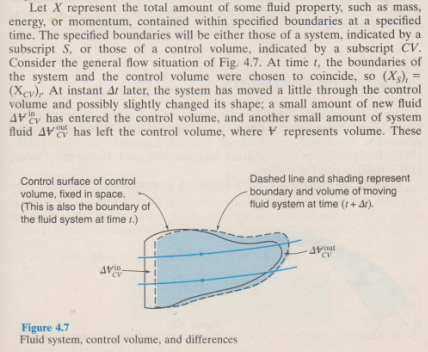 Let X represent the total amount of some fluid property, such as mass,
energy, or momentum, contained within specified boundaries at a specified
time. The specified boundaries will be either those of a system, indicated by a
subscript S, or those of a control volume, indicated by a subscript CV.
Consider the general flow situation of Fig. 4.7. At time t, the boundaries of
the system and the control volume were chosen to coincide, so (X_S)_t =
(X_CV)_t. At instant Δt later, the system has moved a little through the control
volume and possibly slightly changed its shape; a small amount of new fluid
ΔV̶^in_CV has entered the control volume, and another small amount of system
fluid ΔV̶^out_CV has left the control volume, where V̶ represents volume. These
Control surface of control
volume, fixed in space.
(This is also the boundary of
the fluid system at time t.)
Dashed line and shading represent
boundary and volume of moving
fluid system at time (t + Δt).
ΔV̶^in_CV
ΔV̶^out_CV
Figure 4.7
Fluid system, control volume, and differences